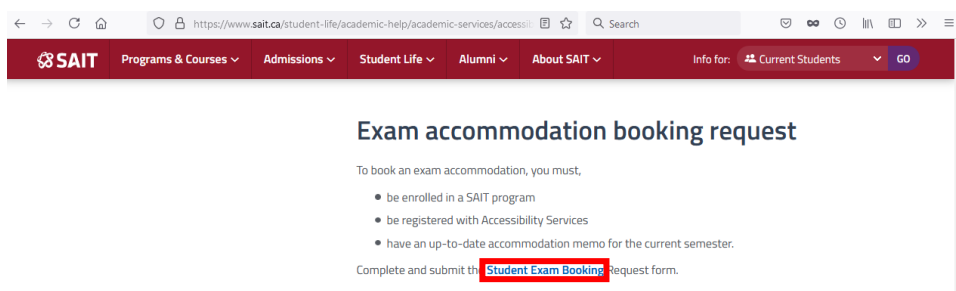 https://www.sait.ca/student-life/academic-help/academic-services/accessi
Search
SAIT Programs & Courses Admissions Student Life Alumni About SAIT Info for: Current Students GO
Exam accommodation booking request
To book an exam accommodation, you must,
be enrolled in a SAIT program
be registered with Accessibility Services
have an up-to-date accommodation memo for the current semester.
Complete and submit the Student Exam Booking Request form.